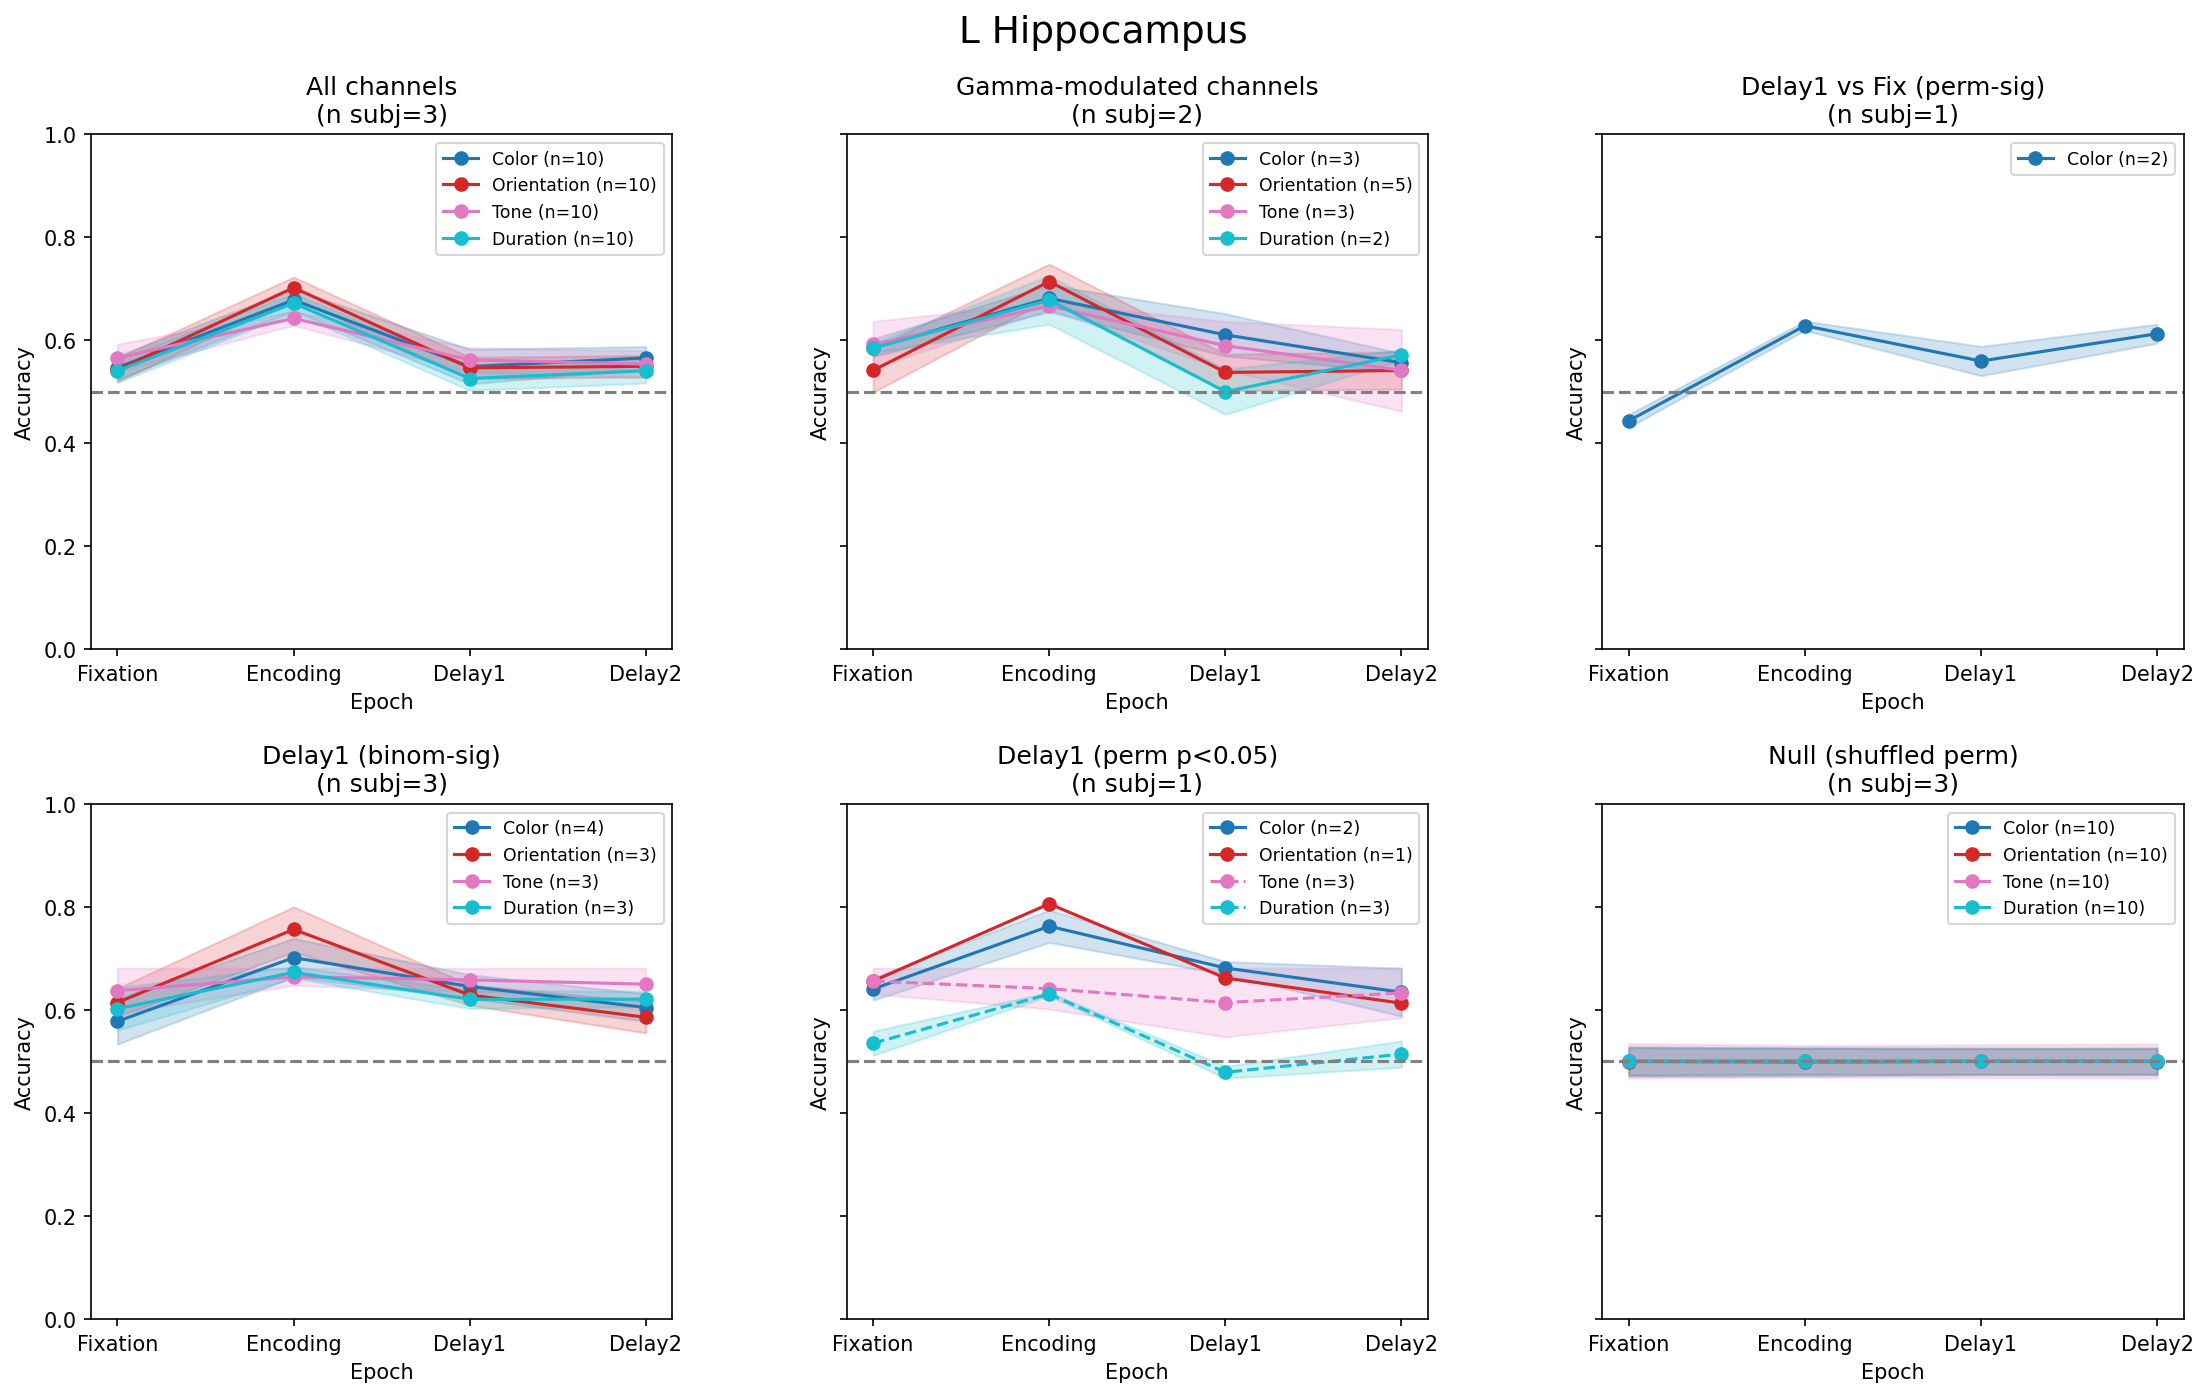 L Hippocampus
All channels
(n subj=3)
1.0
0.8
0.6
0.4
0.2
0.0
Accuracy
Color (n=10)
Orientation (n=10)
Tone (n=10)
Duration (n=10)
Fixation Encoding Delay1 Delay2
Epoch
Gamma-modulated channels
(n subj=2)
Accuracy
Color (n=3)
Orientation (n=5)
Tone (n=3)
Duration (n=2)
Fixation Encoding Delay1 Delay2
Epoch
Delay1 vs Fix (perm-sig)
(n subj=1)
Accuracy
Color (n=2)
Fixation Encoding Delay1 Delay2
Epoch
Delay1 (binom-sig)
(n subj=3)
1.0
0.8
0.6
0.4
0.2
0.0
Accuracy
Color (n=4)
Orientation (n=3)
Tone (n=3)
Duration (n=3)
Fixation Encoding Delay1 Delay2
Epoch
Delay1 (perm p<0.05)
(n subj=1)
Accuracy
Color (n=2)
Orientation (n=1)
Tone (n=3)
Duration (n=3)
Fixation Encoding Delay1 Delay2
Epoch
Null (shuffled perm)
(n subj=3)
Accuracy
Color (n=10)
Orientation (n=10)
Tone (n=10)
Duration (n=10)
Fixation Encoding Delay1 Delay2
Epoch